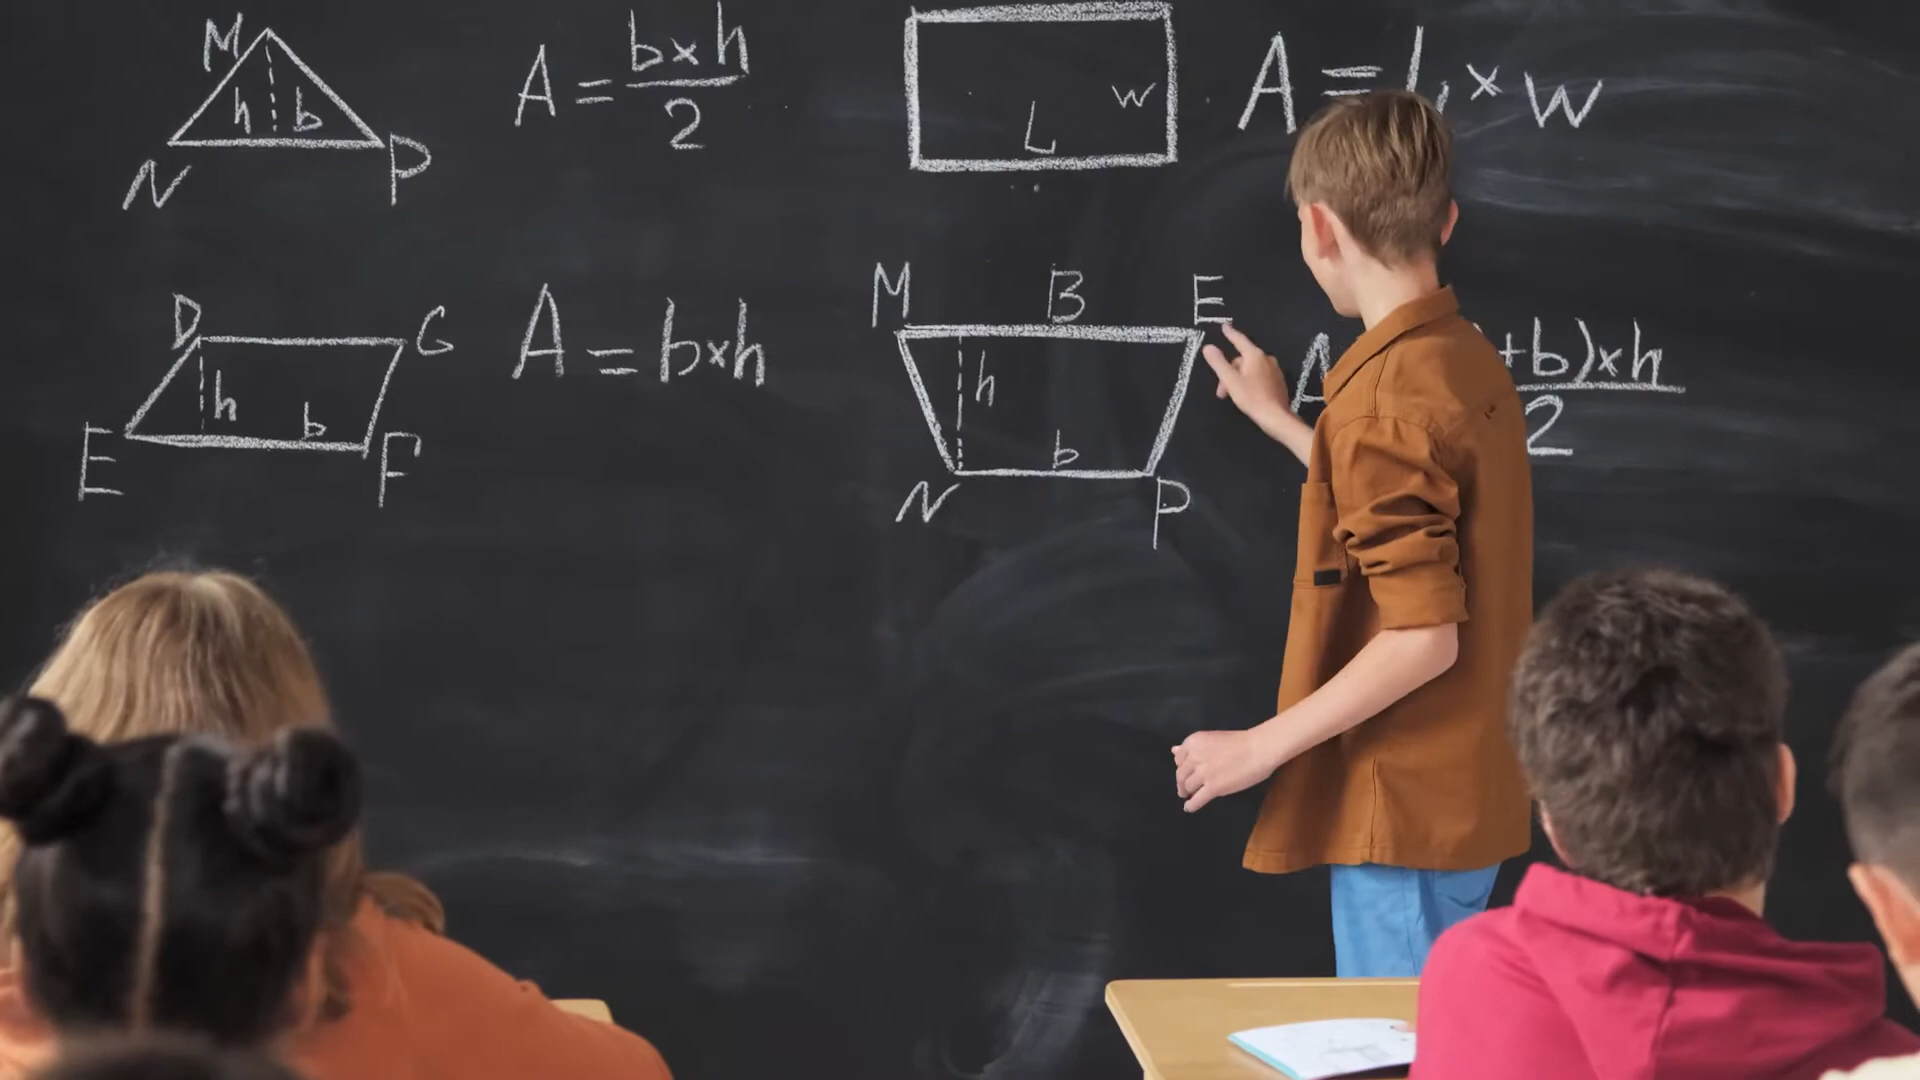 M
h b
N P
A = b×h / 2
L W
A = L × W
D G
h b
E F
A = b×h
M B E
h
b
N P
A +b)×h / 2